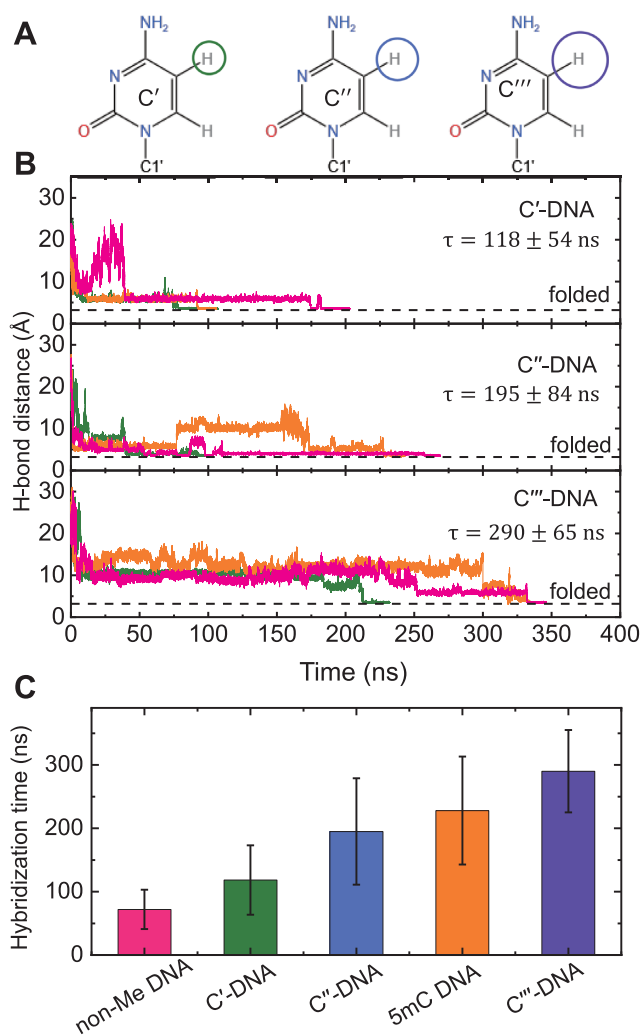 A
NH₂ NH₂ NH₂
H H H
N C′ N C″ N C‴
O N H O N H O N H
C1' C1' C1'
B
30
C′-DNA
20
τ = 118 ± 54 ns
10
folded
0
30
C″-DNA
20
τ = 195 ± 84 ns
10
folded
0
30
C‴-DNA
20
τ = 290 ± 65 ns
10
folded
0
H-bond distance (Å)
0 50 100 150 200 250 300 350 400
Time (ns)
C
Hybridization time (ns)
300
200
100
0
non-Me DNA C′-DNA C″-DNA 5mC DNA C‴-DNA